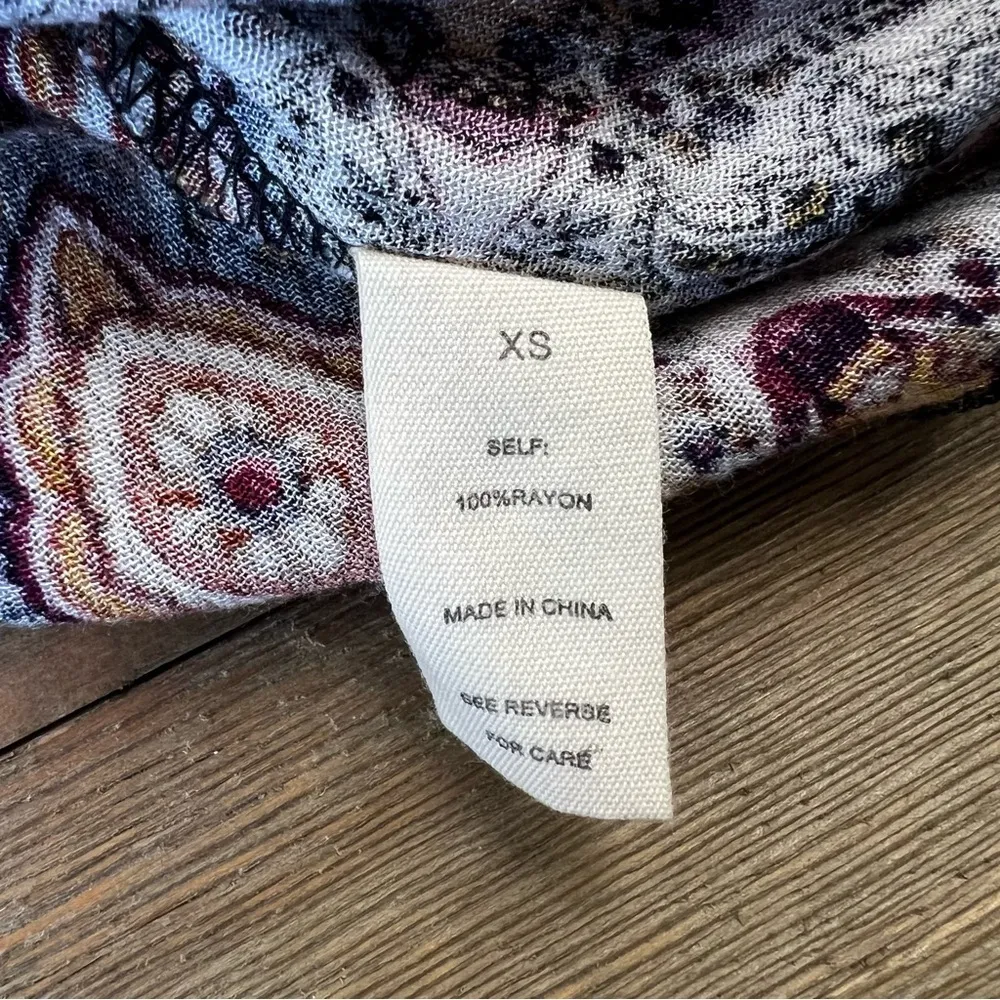 XS
SELF:
100%RAYON
MADE IN CHINA
SEE REVERSE
FOR CARE